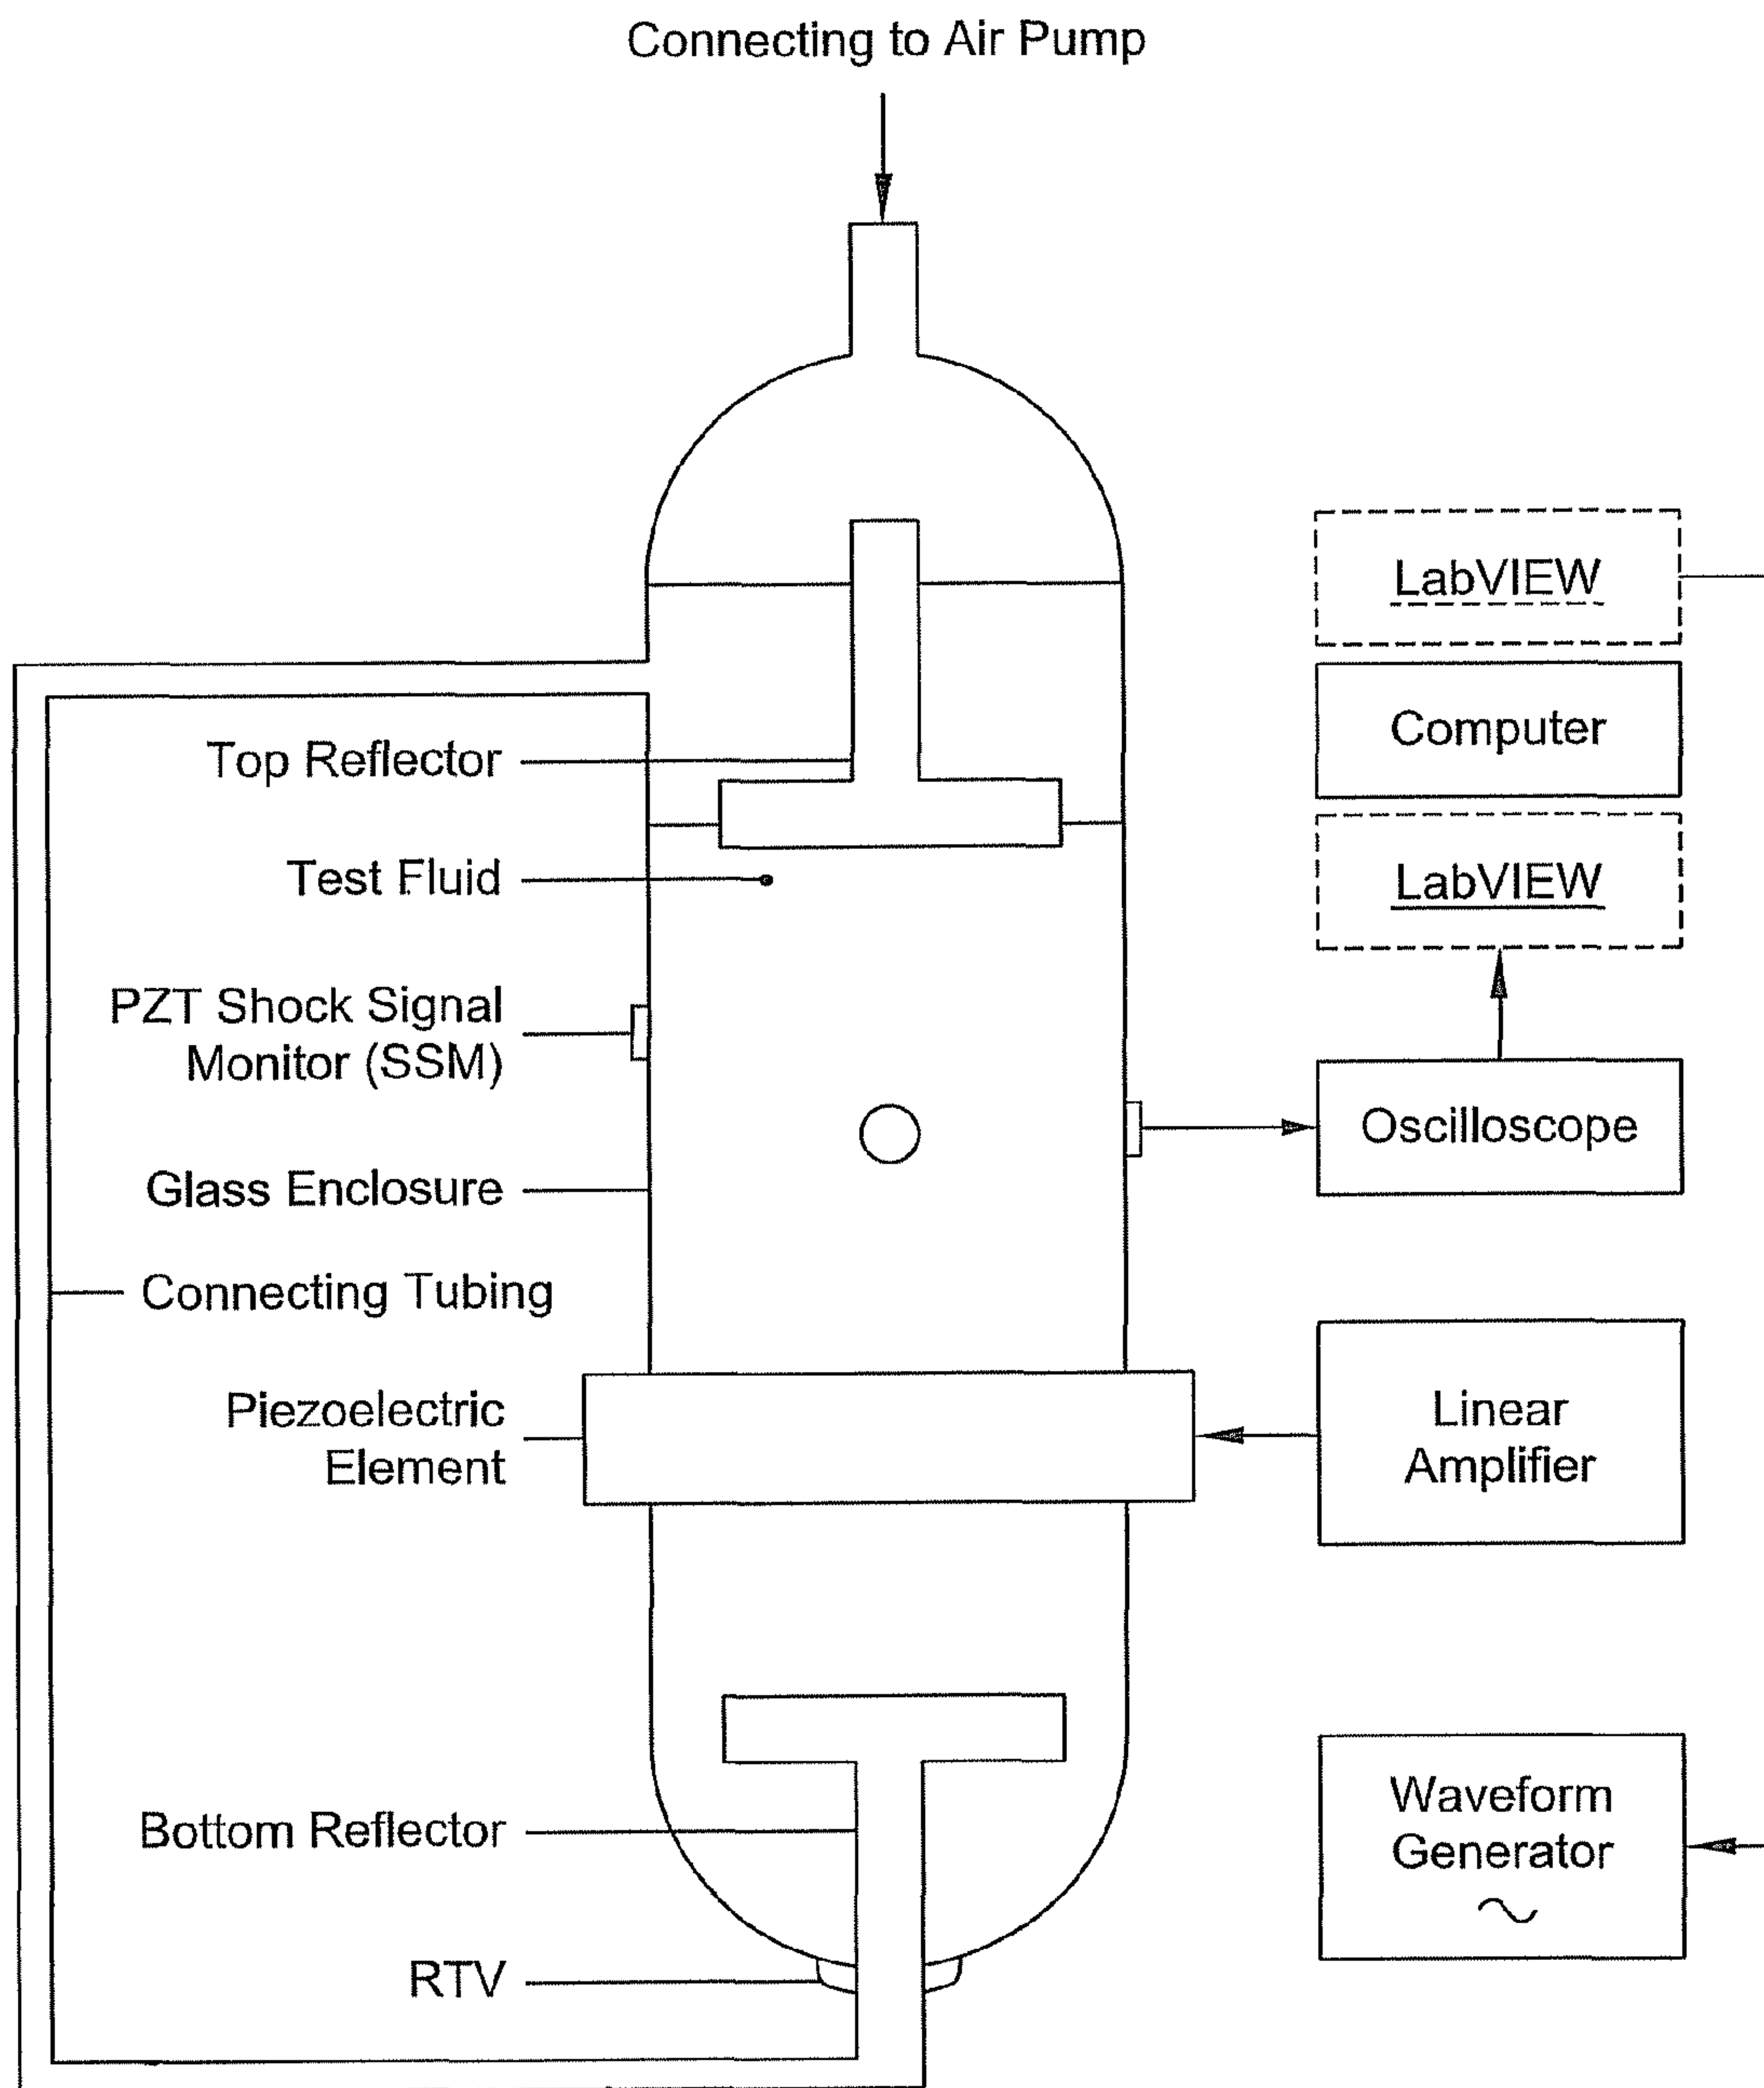 Connecting to Air Pump
LabVIEW
Computer
LabVIEW
Top Reflector
Test Fluid
PZT Shock Signal
Monitor (SSM)
Oscilloscope
Glass Enclosure
Connecting Tubing
Piezoelectric
Element
Linear
Amplifier
Bottom Reflector
Waveform
Generator
RTV